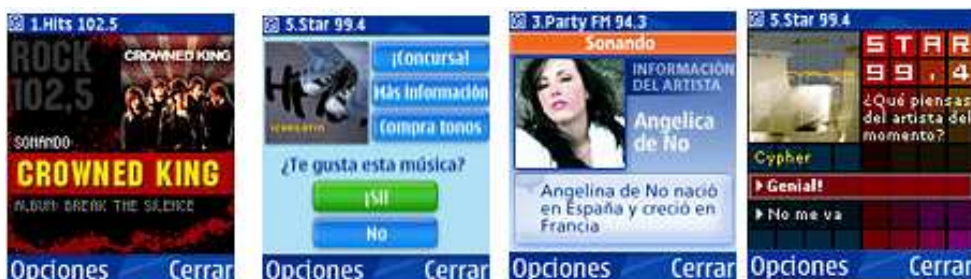 1.Hits 102.5
ROCK
102,5
CROWNED KING
SONANDO
CROWNED KING
ALBUM: BREAK THE SILENCE
Opciones Cerrar
5.Star 99.4
¡Concursa!
Más información
Compra tonos
¿Te gusta esta música?
¡SI!
No
Opciones Cerrar
3.Party FM 94.3
Sonando
INFORMACIÓN
DEL ARTISTA
Angelica
de No
Angelina de No nació
en España y creció en
Francia
Opciones Cerrar
5.Star 99.4
STAR
99,4
¿Qué piensas
del artista del
momento?
Cypher
Genial!
No me va
Opciones Cerrar